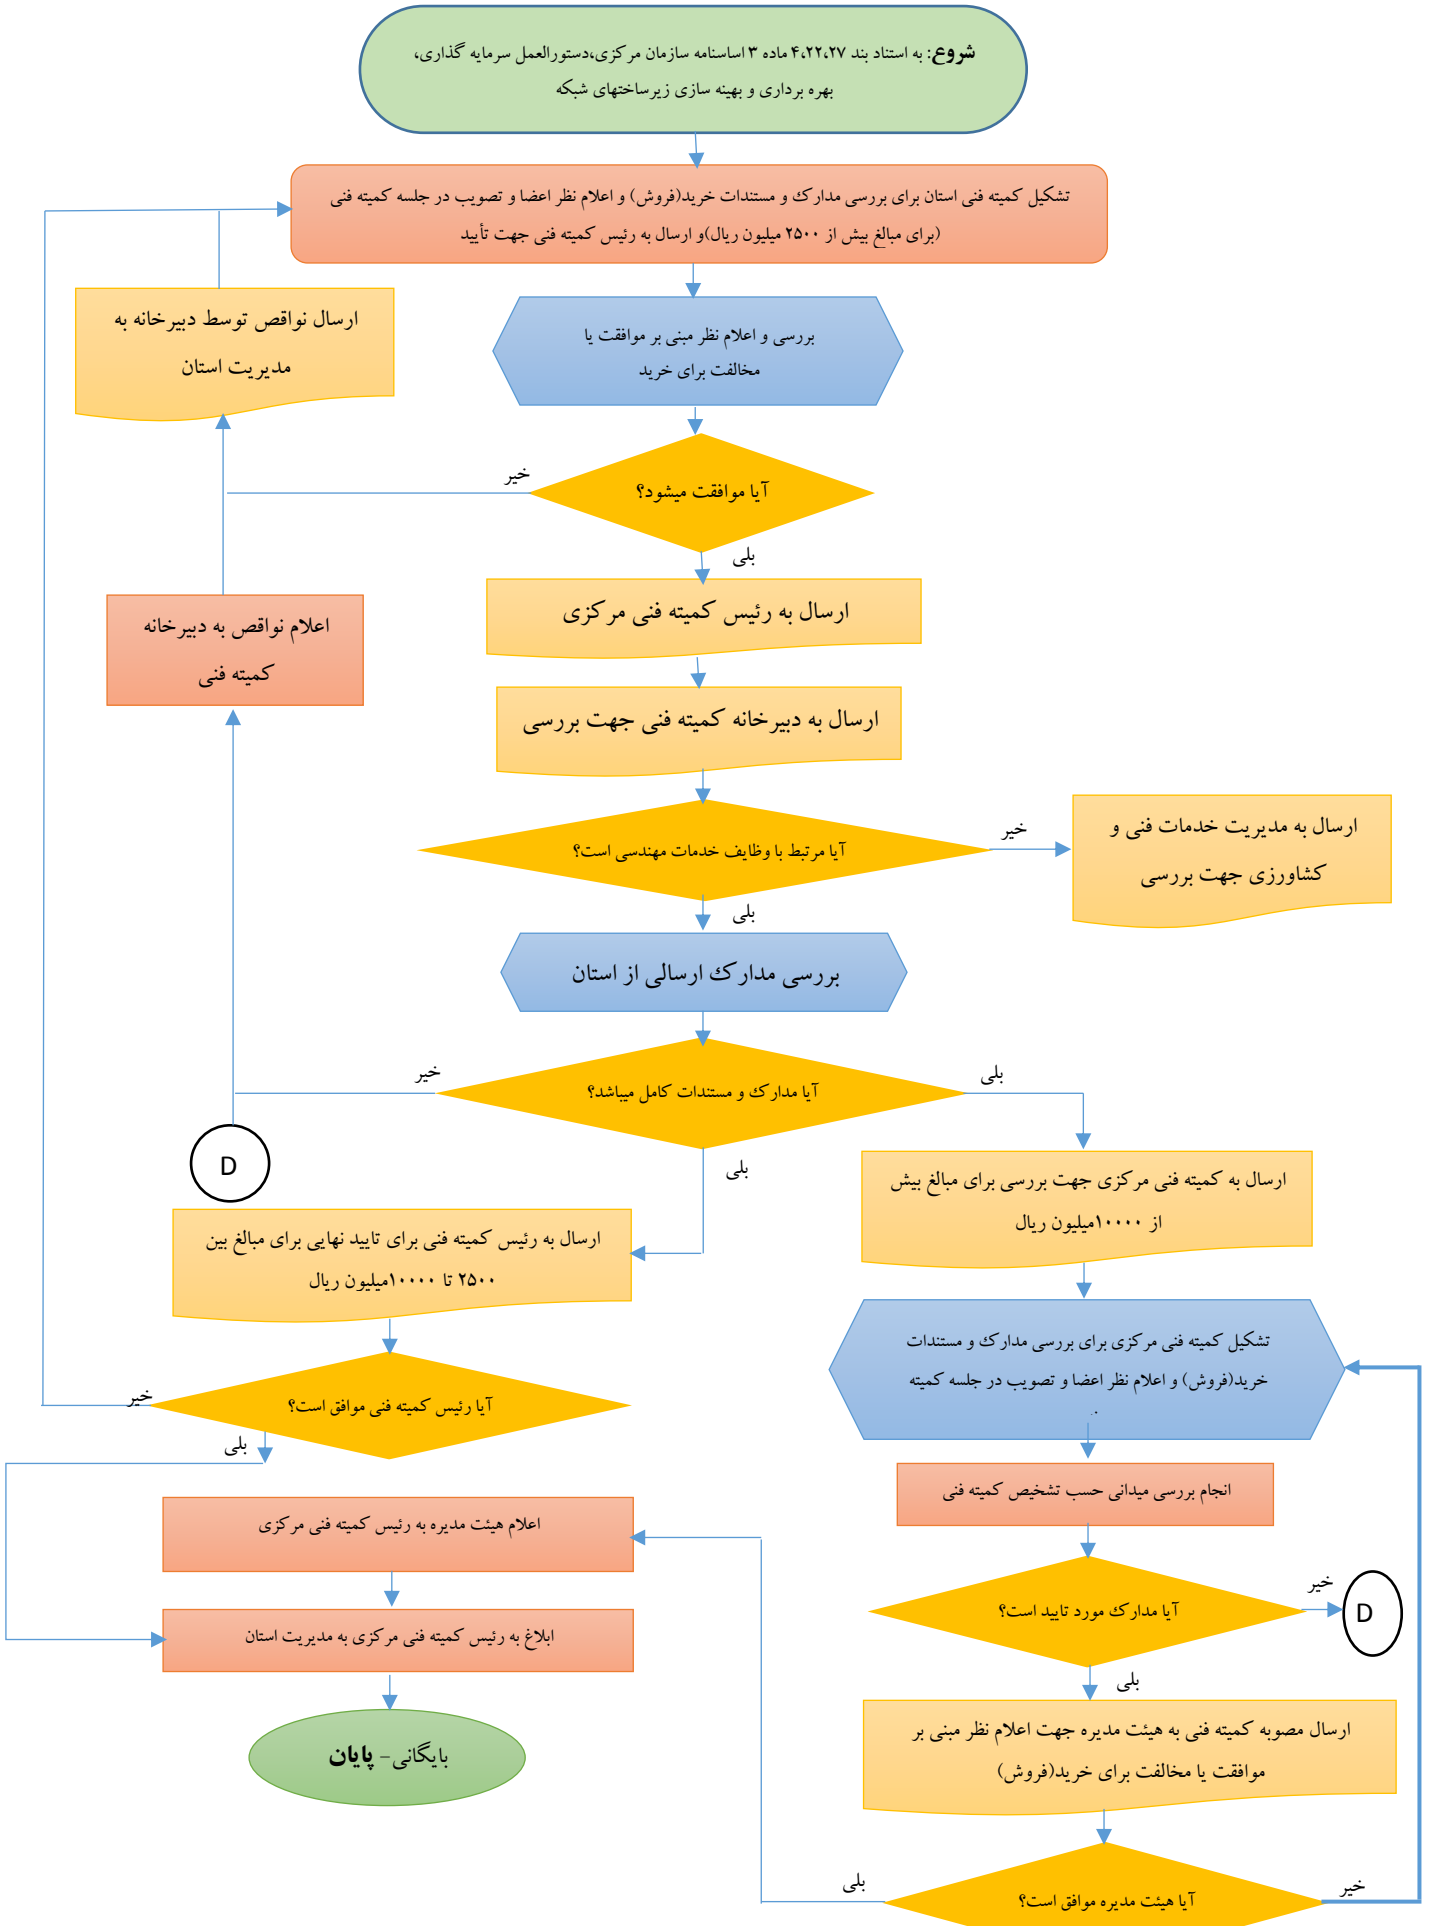 شروع: به استناد بند ۴،۲۲،۲۷ ماده ۳ اساسنامه سازمان مرکزی،دستورالعمل سرمایه گذاری،
بهره برداری و بهینه سازی زیرساختهای شبکه
تشکیل کمیته فنی استان برای بررسی مدارک و مستندات خرید(فروش) و اعلام نظر اعضا و تصویب در جلسه کمیته فنی
(برای مبالغ بیش از ۲۵۰۰ میلیون ریال)و ارسال به رئیس کمیته فنی جهت تأیید
ارسال نواقص توسط دبیرخانه به
مدیریت استان
بررسی و اعلام نظر مبنی بر موافقت یا
مخالفت برای خرید
خیر
آیا موافقت میشود؟
بلی
ارسال به رئیس کمیته فنی مرکزی
اعلام نواقص به دبیرخانه
کمیته فنی
ارسال به دبیرخانه کمیته فنی جهت بررسی
آیا مرتبط با وظایف خدمات مهندسی است؟
خیر
ارسال به مدیریت خدمات فنی و
کشاورزی جهت بررسی
بلی
بررسی مدارک ارسالی از استان
خیر
آیا مدارک و مستندات کامل میباشد؟
بلی
D
بلی
ارسال به کمیته فنی مرکزی جهت بررسی برای مبالغ بیش
از ۱۰۰۰۰میلیون ریال
ارسال به رئیس کمیته فنی برای تایید نهایی برای مبالغ بین
۲۵۰۰ تا ۱۰۰۰۰میلیون ریال
تشکیل کمیته فنی مرکزی برای بررسی مدارک و مستندات
خرید(فروش) و اعلام نظر اعضا و تصویب در جلسه کمیته
.
خیر
آیا رئیس کمیته فنی موافق است؟
بلی
انجام بررسی میدانی حسب تشخیص کمیته فنی
اعلام هیئت مدیره به رئیس کمیته فنی مرکزی
آیا مدارک مورد تایید است؟
خیر
D
ابلاغ به رئیس کمیته فنی مرکزی به مدیریت استان
بلی
ارسال مصوبه کمیته فنی به هیئت مدیره جهت اعلام نظر مبنی بر
موافقت یا مخالفت برای خرید(فروش)
بایگانی- پایان
بلی
آیا هیئت مدیره موافق است؟
خیر